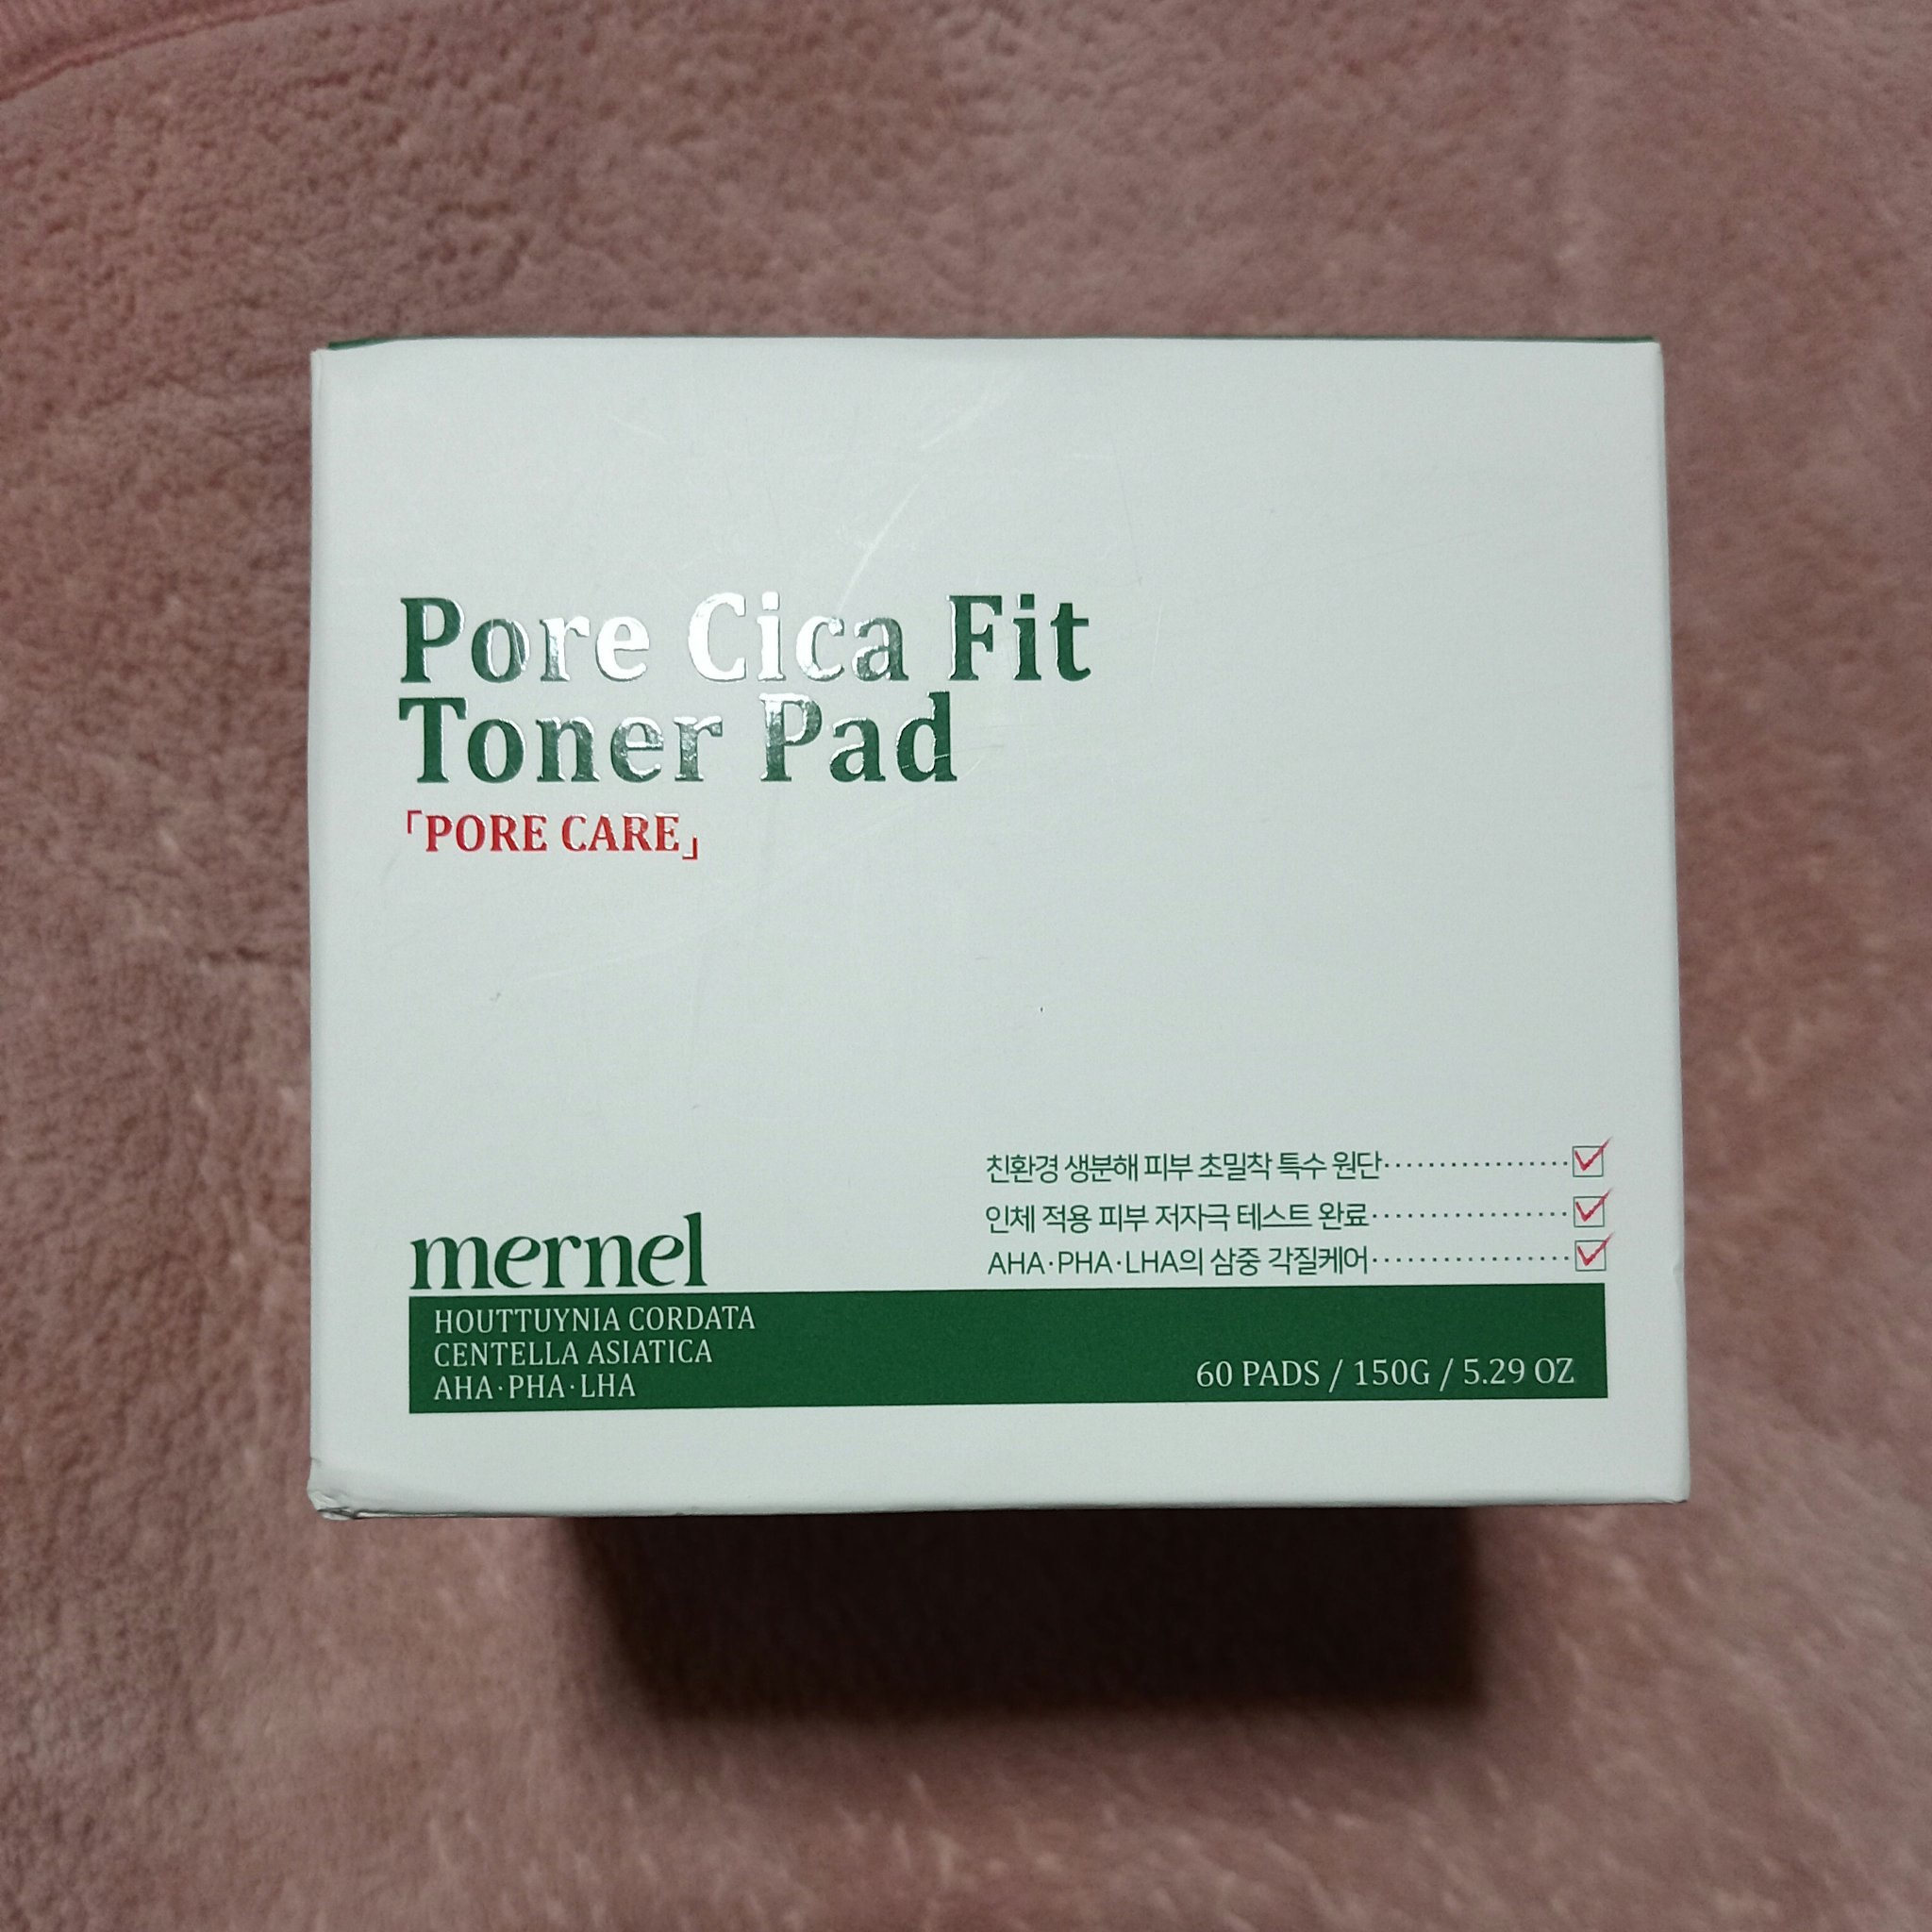 Pore Cica Fit
Toner Pad
「PORE CARE」
친환경 생분해 피부 초밀착 특수 원단
인체 적용 피부 저자극 테스트 완료
AHA·PHA·LHA의 삼중 각질케어
mernel
HOUTTUYNIA CORDATA
CENTELLA ASIATICA
AHA·PHA·LHA
60 PADS / 150G / 5.29 OZ